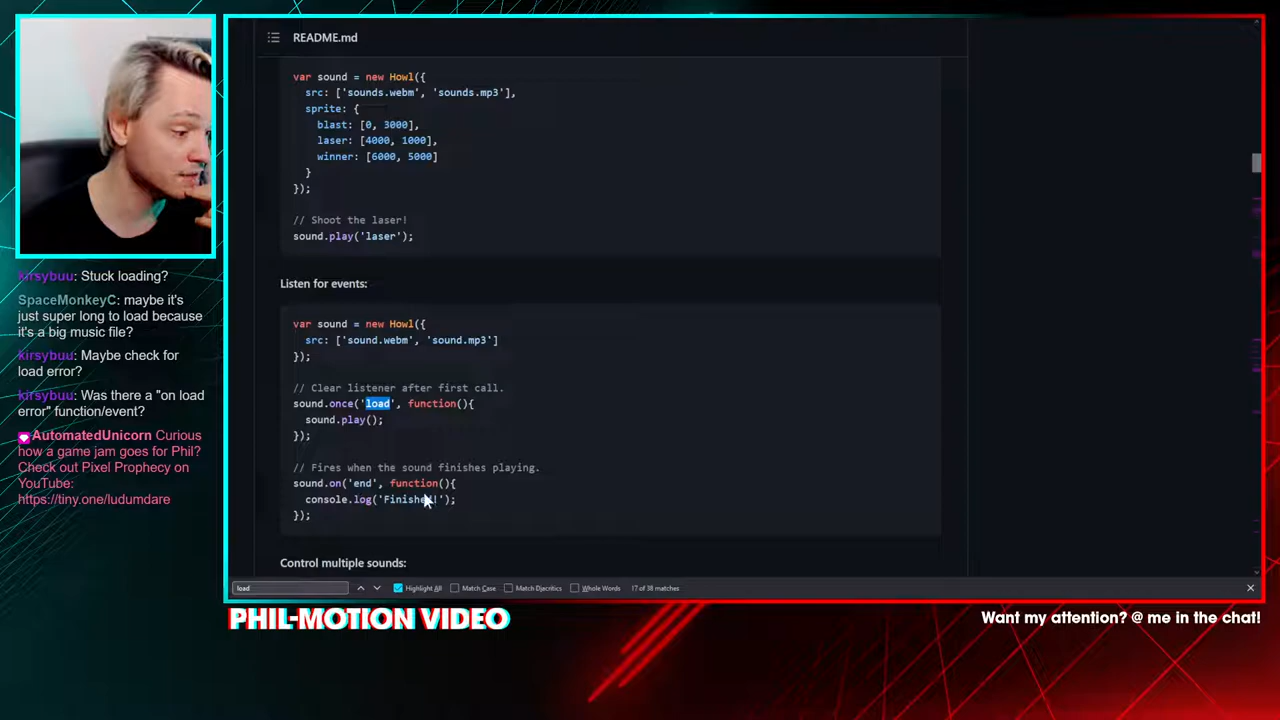 README.md
var sound = new Howl({
src: ['sounds.webm', 'sounds.mp3'],
sprite: {
blast: [0, 3000],
laser: [4000, 1000],
winner: [6000, 5000]
}
});
// Shoot the laser!
sound.play('laser');
Listen for events:
var sound = new Howl({
src: ['sound.webm', 'sound.mp3']
});
// Clear listener after first call.
sound.once('load', function(){
sound.play();
});
// Fires when the sound finishes playing.
sound.on('end', function(){
console.log('Finished!');
});
Control multiple sounds:
load
Highlight All
Match Case
Match Diacritics
Whole Words
17 of 38 matches
kirsybuu: Stuck loading?
SpaceMonkeyC: maybe it's
just super long to load because
it's a big music file?
kirsybuu: Maybe check for
load error?
kirsybuu: Was there a "on load
error" function/event?
AutomatedUnicorn Curious
how a game jam goes for Phil?
Check out Pixel Prophecy on
YouTube:
https://tiny.one/ludumdare
PHIL-MOTION VIDEO
Want my attention? @ me in the chat!